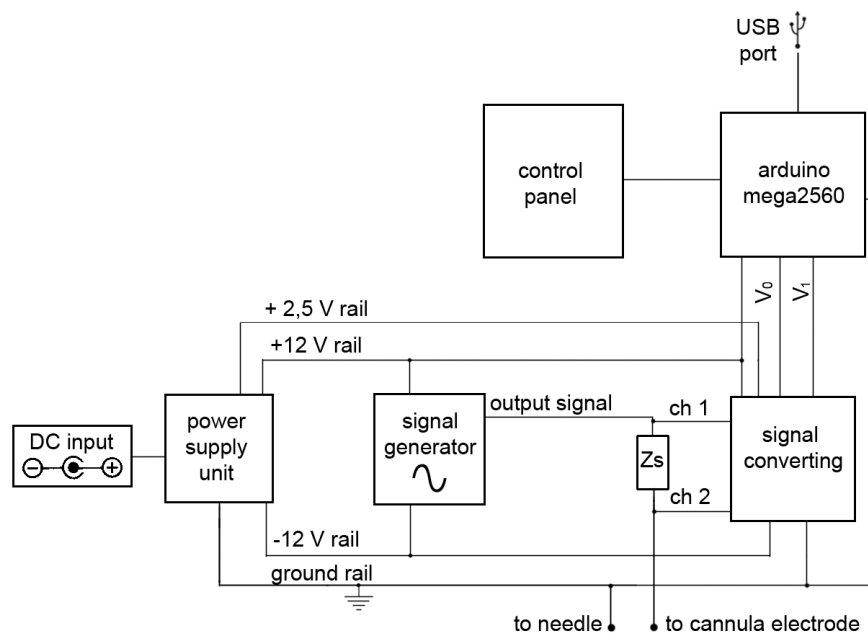 USB
port
control
panel
arduino
mega2560
V₀
V₁
+ 2,5 V rail
+12 V rail
DC input
power
supply
unit
signal
generator
output signal
ch 1
Zs
ch 2
signal
converting
-12 V rail
ground rail
to needle
to cannula electrode